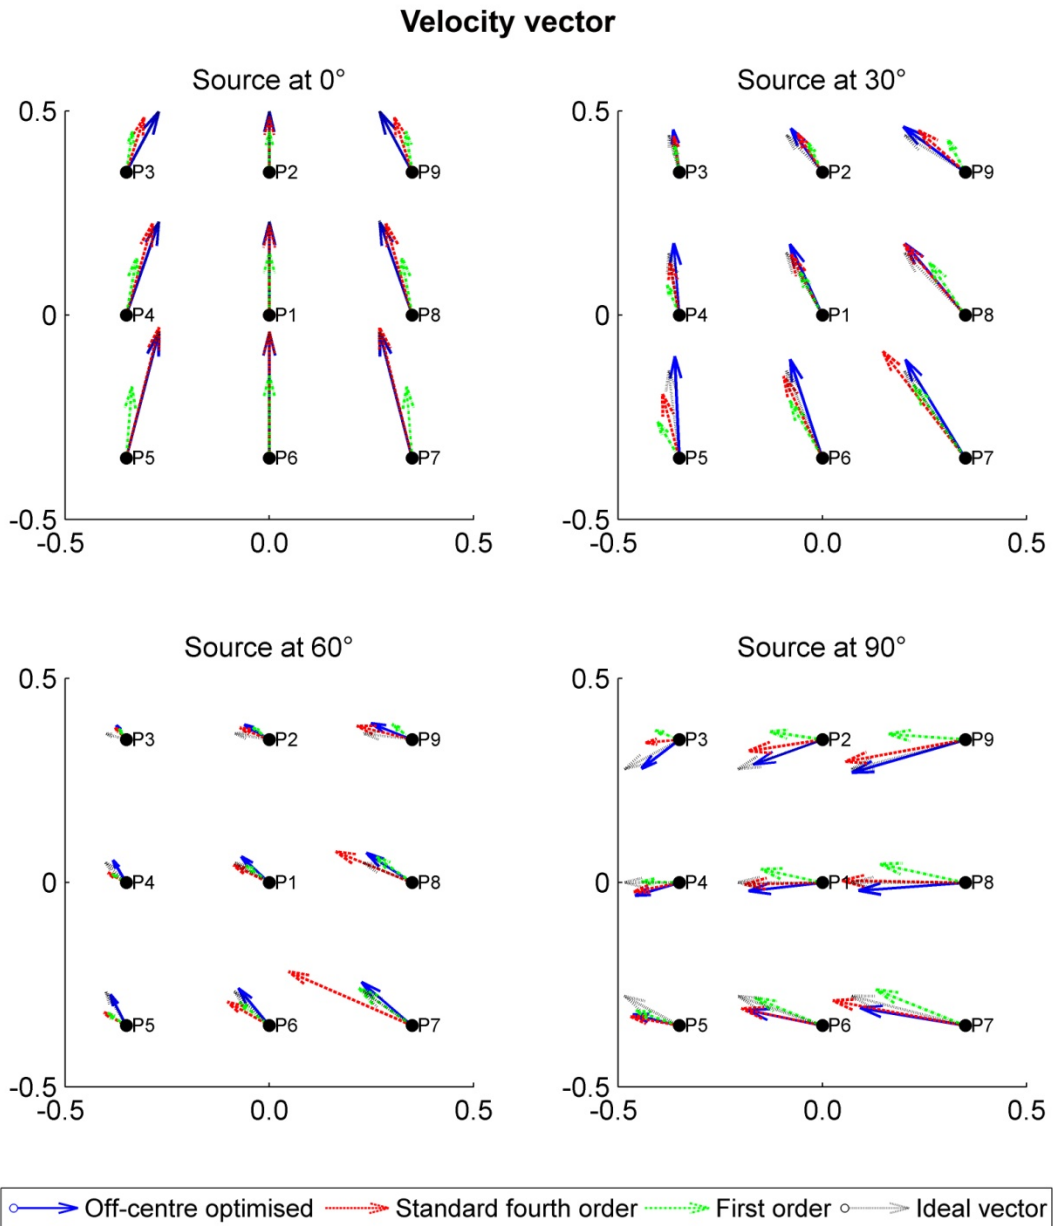 Velocity vector
Source at 0°
Source at 30°
0.5
P3
P2
P9
0.5
P3
P2
P9
0
P4
P1
P8
0
P4
P1
P8
P5
P6
P7
P5
P6
P7
-0.5
-0.5
-0.5
0.0
0.5
-0.5
0.0
0.5
Source at 60°
Source at 90°
0.5
P3
P2
P9
0.5
P3
P2
P9
0
P4
P1
P8
0
P4
P1
P8
P5
P6
P7
P5
P6
P7
-0.5
-0.5
-0.5
0.0
0.5
-0.5
0.0
0.5
Off-centre optimised
Standard fourth order
First order
Ideal vector